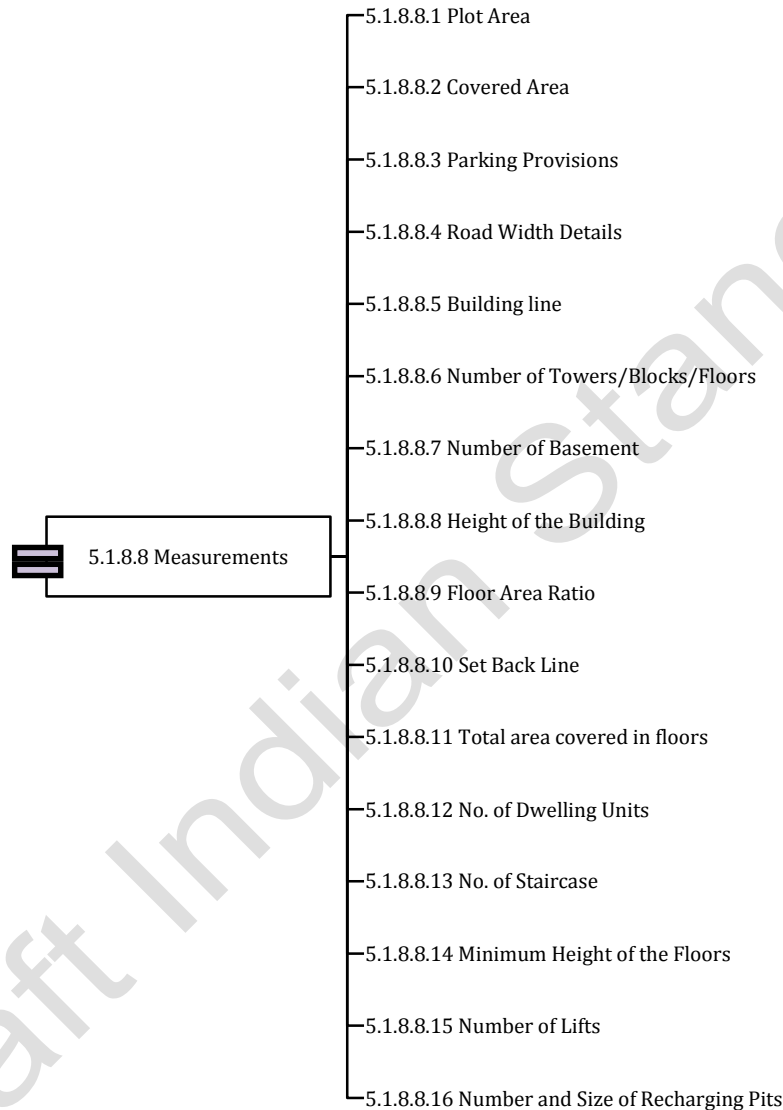 5.1.8.8.1 Plot Area
5.1.8.8.2 Covered Area
5.1.8.8.3 Parking Provisions
5.1.8.8.4 Road Width Details
5.1.8.8.5 Building line
5.1.8.8.6 Number of Towers/Blocks/Floors
5.1.8.8.7 Number of Basement
5.1.8.8.8 Height of the Building
5.1.8.8 Measurements
5.1.8.8.9 Floor Area Ratio
5.1.8.8.10 Set Back Line
5.1.8.8.11 Total area covered in floors
5.1.8.8.12 No. of Dwelling Units
5.1.8.8.13 No. of Staircase
5.1.8.8.14 Minimum Height of the Floors
5.1.8.8.15 Number of Lifts
5.1.8.8.16 Number and Size of Recharging Pits
aft Indian Stan